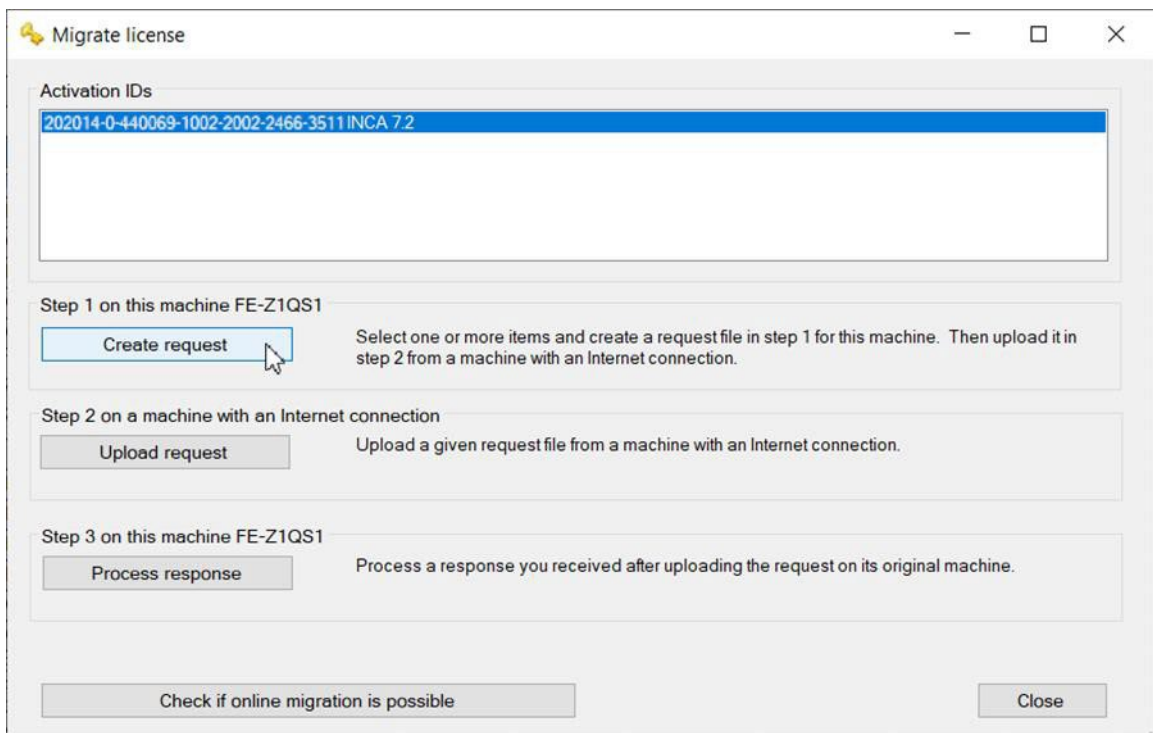 Migrate license
Activation IDs
202014-0-440069-1002-2002-2466-3511INCA 7.2
Step 1 on this machine FE-Z1QS1
Create request
Select one or more items and create a request file in step 1 for this machine. Then upload it in
step 2 from a machine with an Internet connection.
Step 2 on a machine with an Internet connection
Upload request
Upload a given request file from a machine with an Internet connection.
Step 3 on this machine FE-Z1QS1
Process response
Process a response you received after uploading the request on its original machine.
Check if online migration is possible
Close